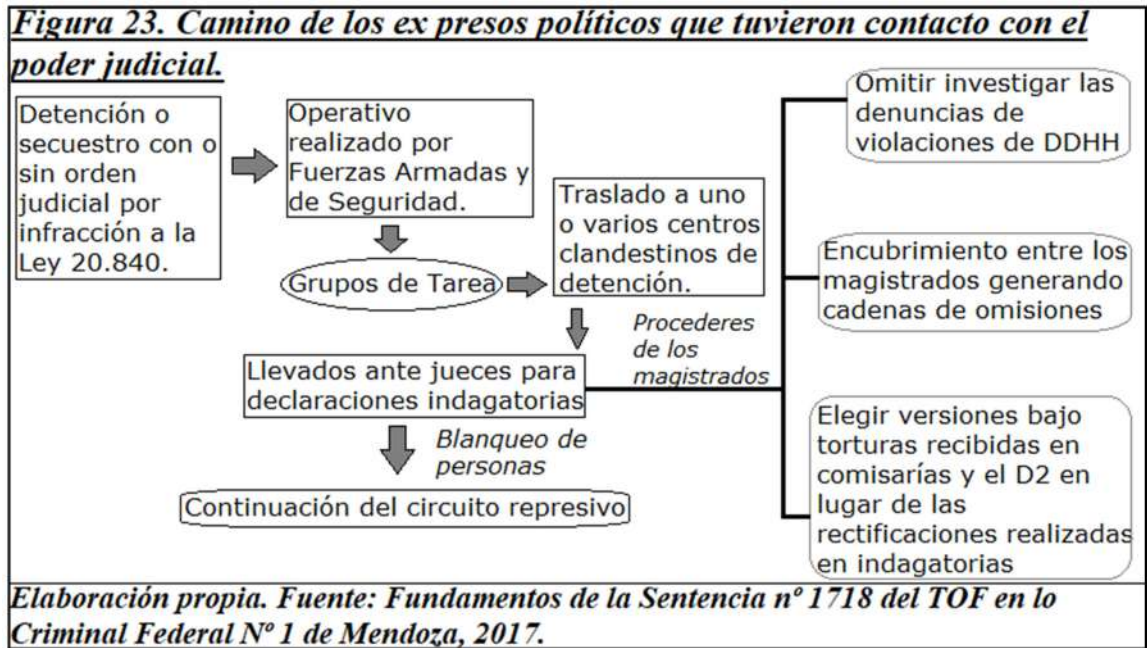 Figura 23. Camino de los ex presos políticos que tuvieron contacto con el
poder judicial.
Detención o
secuestro con o
sin orden
judicial por
infracción a la
Ley 20.840.
Operativo
realizado por
Fuerzas Armadas y
de Seguridad.
Grupos de Tarea
Traslado a uno
o varios centros
clandestinos de
detención.
Llevados ante jueces para
declaraciones indagatorias
Procederes
de los
magistrados
Blanqueo de
personas
Continuación del circuito represivo
Omitir investigar las
denuncias de
violaciones de DDHH
Encubrimiento entre los
magistrados generando
cadenas de omisiones
Elegir versiones bajo
torturas recibidas en
comisarías y el D2 en
lugar de las
rectificaciones realizadas
en indagatorias
Elaboración propia. Fuente: Fundamentos de la Sentencia nº 1718 del TOF en lo
Criminal Federal Nº 1 de Mendoza, 2017.